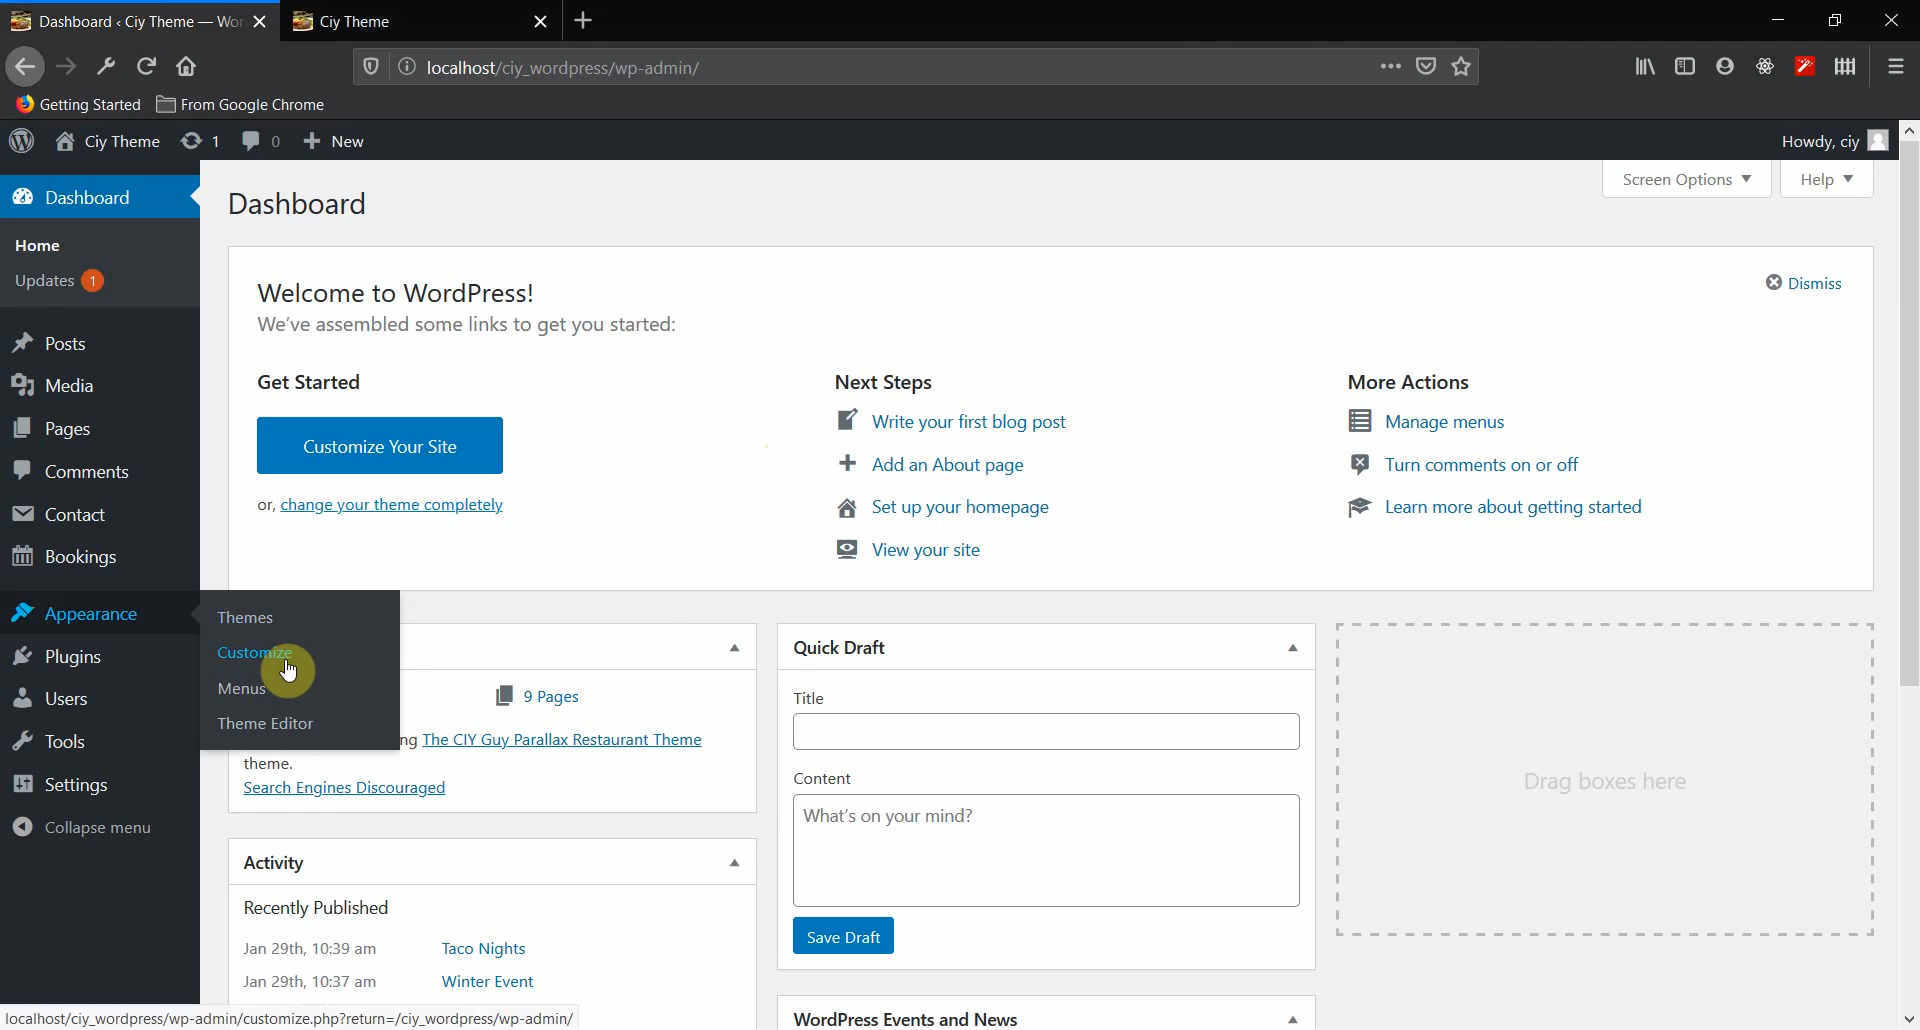 Dashboard ‹ Ciy Theme — Wor
Ciy Theme
localhost/ciy_wordpress/wp-admin/
Getting Started
From Google Chrome
Ciy Theme
1
0
New
Howdy, ciy
Dashboard
Home
Updates 1
Posts
Media
Pages
Comments
Contact
Bookings
Appearance
Plugins
Users
Tools
Settings
Collapse menu
Themes
Customize
Menus
Theme Editor
Screen Options
Help
Dashboard
Welcome to WordPress!
Dismiss
We've assembled some links to get you started:
Get Started
Customize Your Site
or, change your theme completely
Next Steps
Write your first blog post
Add an About page
Set up your homepage
View your site
More Actions
Manage menus
Turn comments on or off
Learn more about getting started
9 Pages
ng The CIY Guy Parallax Restaurant Theme
theme.
Search Engines Discouraged
Activity
Recently Published
Jan 29th, 10:39 am Taco Nights
Jan 29th, 10:37 am Winter Event
Quick Draft
Title
Content
What's on your mind?
Save Draft
WordPress Events and News
Drag boxes here
localhost/ciy_wordpress/wp-admin/customize.php?return=/ciy_wordpress/wp-admin/